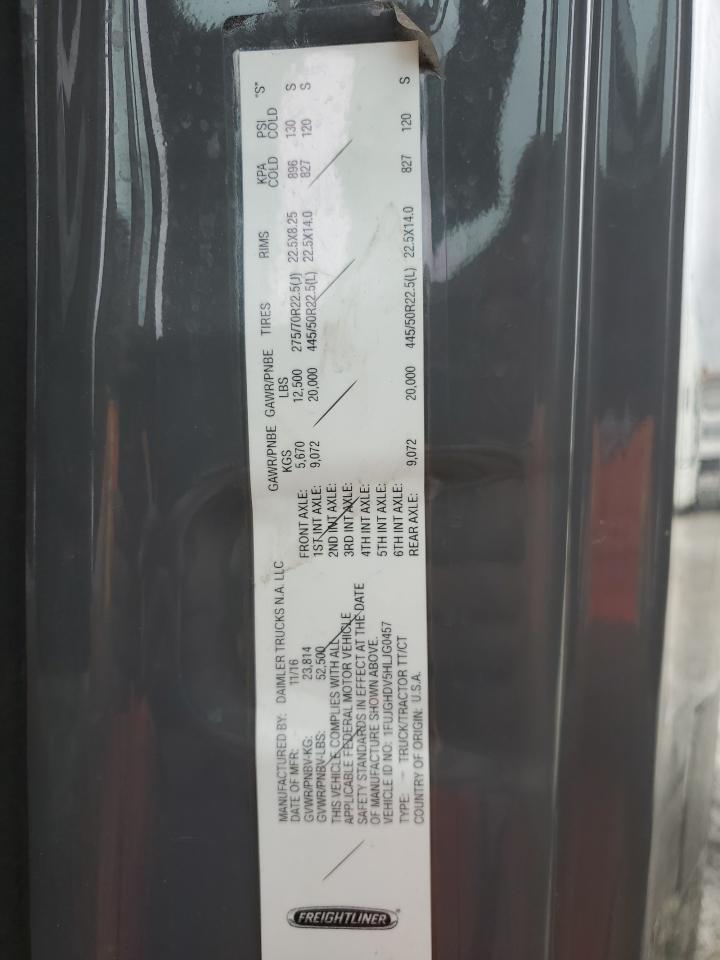 FREIGHTLINER
MANUFACTURED BY: DAIMLER TRUCKS N.A. LLC
DATE OF MFR: 11/16
GVWR/PNBV-KG: 23,814
GVWR/PNBV-LBS: 52,500
THIS VEHICLE COMPLIES WITH ALL
APPLICABLE FEDERAL MOTOR VEHICLE
SAFETY STANDARDS IN EFFECT AT THE DATE
OF MANUFACTURE SHOWN ABOVE.
VEHICLE ID NO: 1FUJGHDV5HLJG0457
TYPE: TRUCK/TRACTOR TT/CT
COUNTRY OF ORIGIN: U.S.A.
GAWR/PNBE GAWR/PNBE TIRES RIMS KPA PSI "S"
KGS LBS COLD COLD
FRONT AXLE: 5,670 12,500 275/70R22.5(J) 22.5X8.25 896 130 S
1ST INT AXLE: 9,072 20,000 445/50R22.5(L) 22.5X14.0 827 120 S
2ND INT AXLE:
3RD INT AXLE:
4TH INT AXLE:
5TH INT AXLE:
6TH INT AXLE:
REAR AXLE: 9,072 20,000 445/50R22.5(L) 22.5X14.0 827 120 S